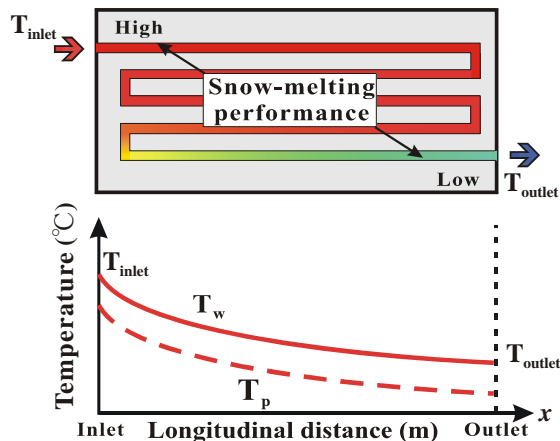 T_inlet
High
Snow-melting
performance
Low
T_outlet
Temperature (℃)
T_inlet
T_w
T_outlet
T_p
x
Inlet
Longitudinal distance (m)
Outlet